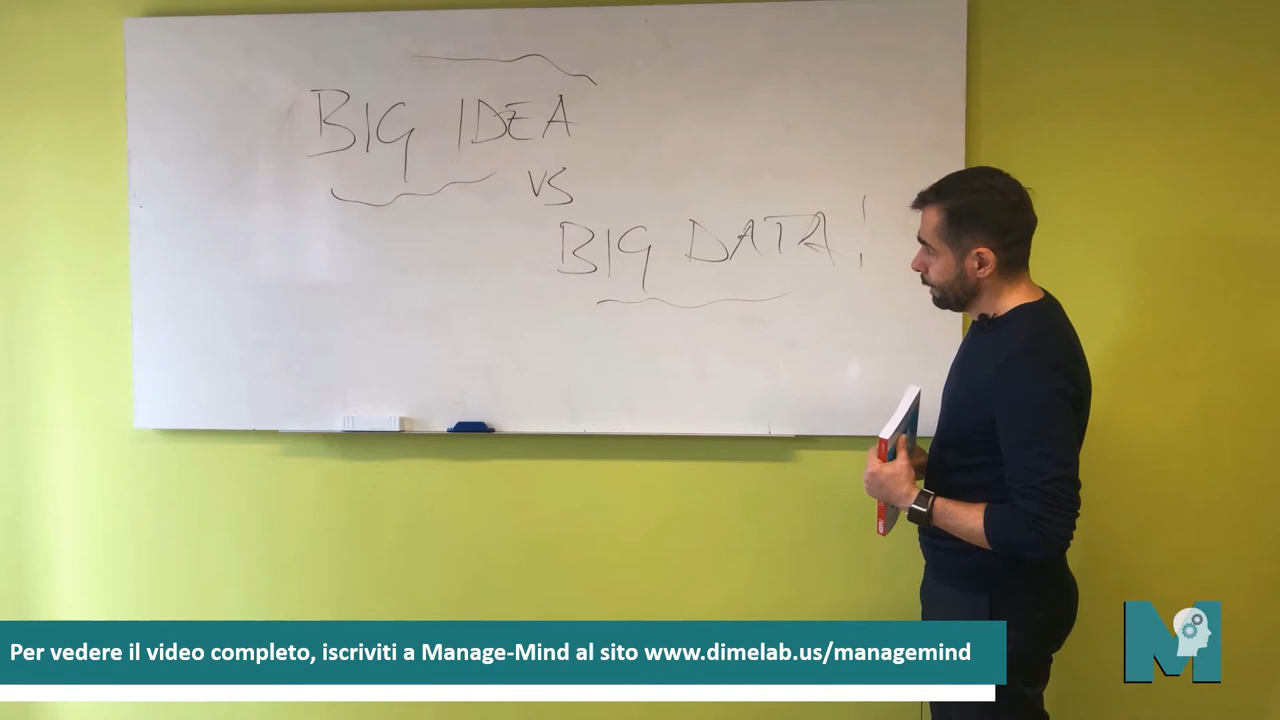 BIG IDEA
VS
BIG DATA!
Per vedere il video completo, iscriviti a Manage-Mind al sito www.dimelab.us/managemind
M